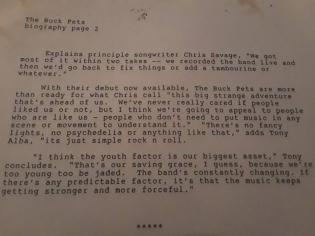 The Buck Pets
biography page 2
Explains principle songwriter Chris Savage, "We got
most of it within two takes -- we recorded the band live and
then we'd go back to fix things or add a tambourine or
whatever."
With their debut now available, The Buck Pets are more
than ready for what Chris call "this big strange adventure
that's ahead of us. We've never really cared if people
liked us or not, but I think we're going to appeal to people
who are like us - people who don't need to put music in any
scene or movement to understand it." "There's no fancy
lights, no psychedelia or anything like that," adds Tony
Alba, "its just simple rock n roll.
"I think the youth factor is our biggest asset," Tony
concludes. "That's our saving grace, I guess, because we're
too young too be jaded. The band's constantly changing. if
there's any predictable factor, it's that the music keeps
getting stronger and more forceful."
*****